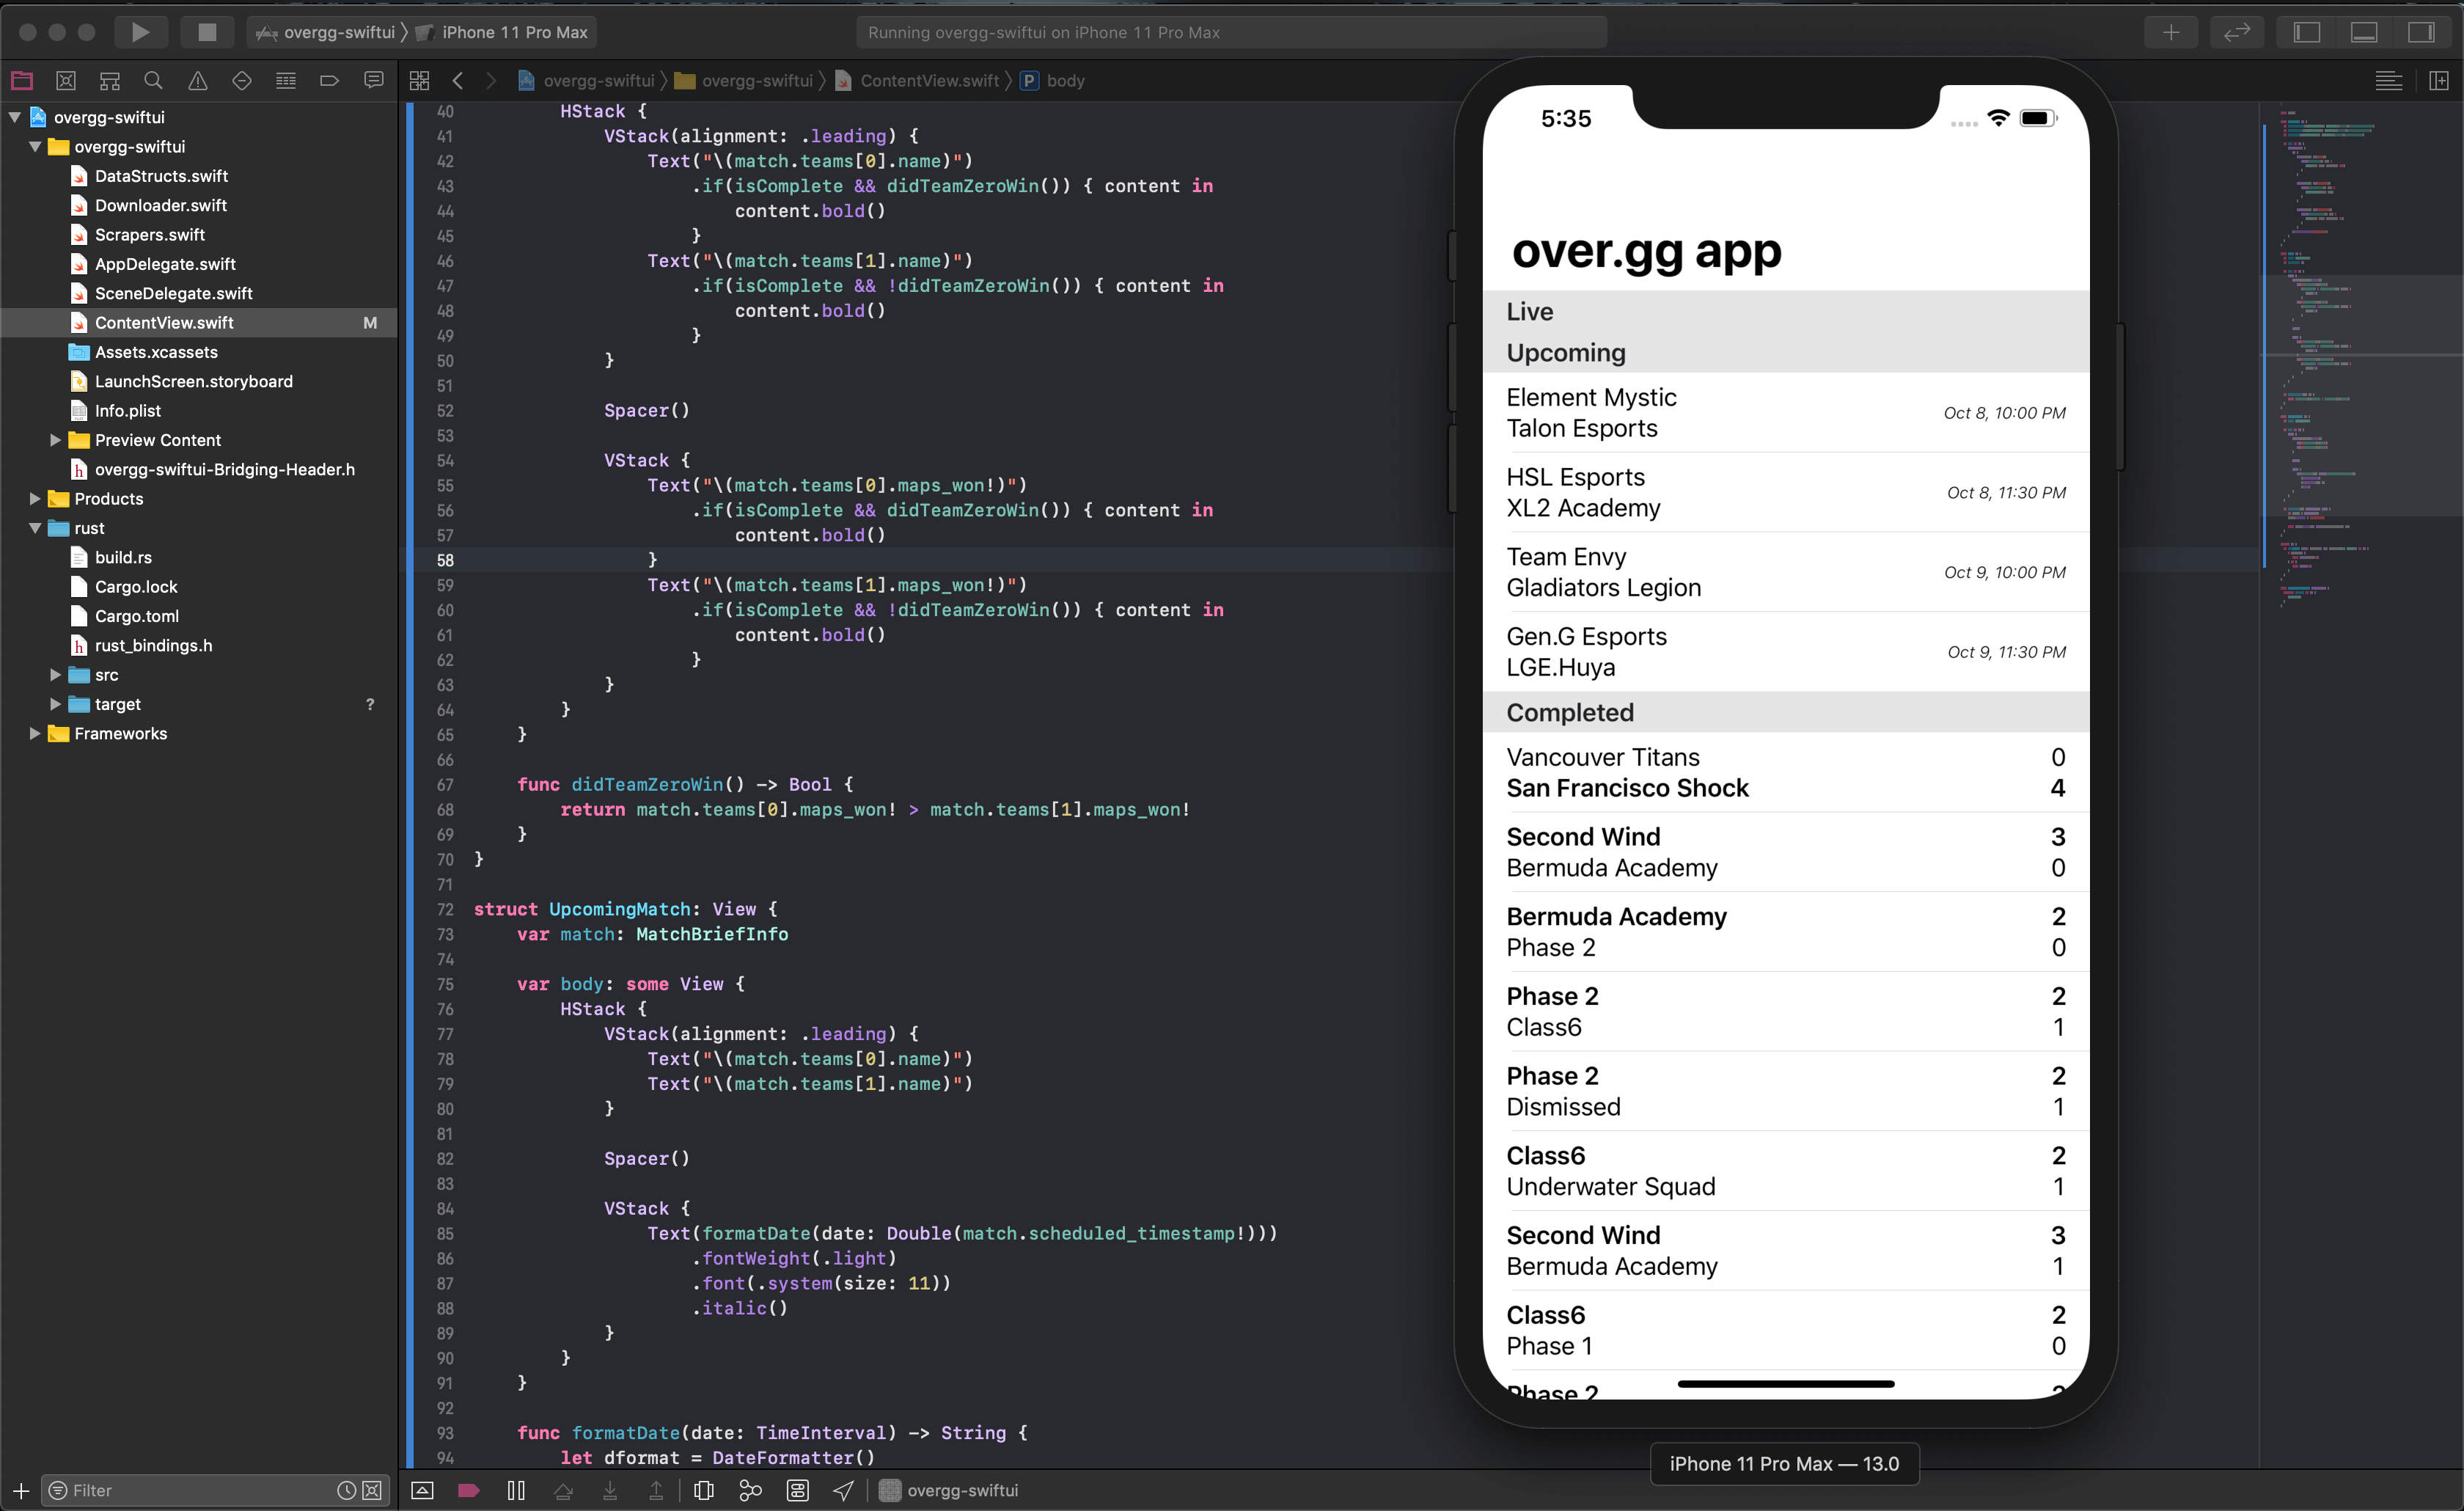 overgg-swiftui 〉 iPhone 11 Pro Max
Running overgg-swiftui on iPhone 11 Pro Max
overgg-swiftui 〉 overgg-swiftui 〉 ContentView.swift 〉 P body
overgg-swiftui
overgg-swiftui
DataStructs.swift
Downloader.swift
Scrapers.swift
AppDelegate.swift
SceneDelegate.swift
ContentView.swift M
Assets.xcassets
LaunchScreen.storyboard
Info.plist
Preview Content
overgg-swiftui-Bridging-Header.h
Products
rust
build.rs
Cargo.lock
Cargo.toml
rust_bindings.h
src
target ?
Frameworks
Filter
40 HStack {
41 VStack(alignment: .leading) {
42 Text("\(match.teams[0].name)")
43 .if(isComplete && didTeamZeroWin()) { content in
44 content.bold()
45 }
46 Text("\(match.teams[1].name)")
47 .if(isComplete && !didTeamZeroWin()) { content in
48 content.bold()
49 }
50 }
51
52 Spacer()
53
54 VStack {
55 Text("\(match.teams[0].maps_won!)")
56 .if(isComplete && didTeamZeroWin()) { content in
57 content.bold()
58 }
59 Text("\(match.teams[1].maps_won!)")
60 .if(isComplete && !didTeamZeroWin()) { content in
61 content.bold()
62 }
63 }
64 }
65 }
66
67 func didTeamZeroWin() -> Bool {
68 return match.teams[0].maps_won! > match.teams[1].maps_won!
69 }
70 }
71
72 struct UpcomingMatch: View {
73 var match: MatchBriefInfo
74
75 var body: some View {
76 HStack {
77 VStack(alignment: .leading) {
78 Text("\(match.teams[0].name)")
79 Text("\(match.teams[1].name)")
80 }
81
82 Spacer()
83
84 VStack {
85 Text(formatDate(date: Double(match.scheduled_timestamp!)))
86 .fontWeight(.light)
87 .font(.system(size: 11))
88 .italic()
89 }
90 }
91 }
92
93 func formatDate(date: TimeInterval) -> String {
94 let dformat = DateFormatter()
overgg-swiftui
5:35
over.gg app
Live
Upcoming
Element Mystic
Talon Esports
Oct 8, 10:00 PM
HSL Esports
XL2 Academy
Oct 8, 11:30 PM
Team Envy
Gladiators Legion
Oct 9, 10:00 PM
Gen.G Esports
LGE.Huya
Oct 9, 11:30 PM
Completed
Vancouver Titans 0
San Francisco Shock 4
Second Wind 3
Bermuda Academy 0
Bermuda Academy 2
Phase 2 0
Phase 2 2
Class6 1
Phase 2 2
Dismissed 1
Class6 2
Underwater Squad 1
Second Wind 3
Bermuda Academy 1
Class6 2
Phase 1 0
Phase 2
iPhone 11 Pro Max — 13.0